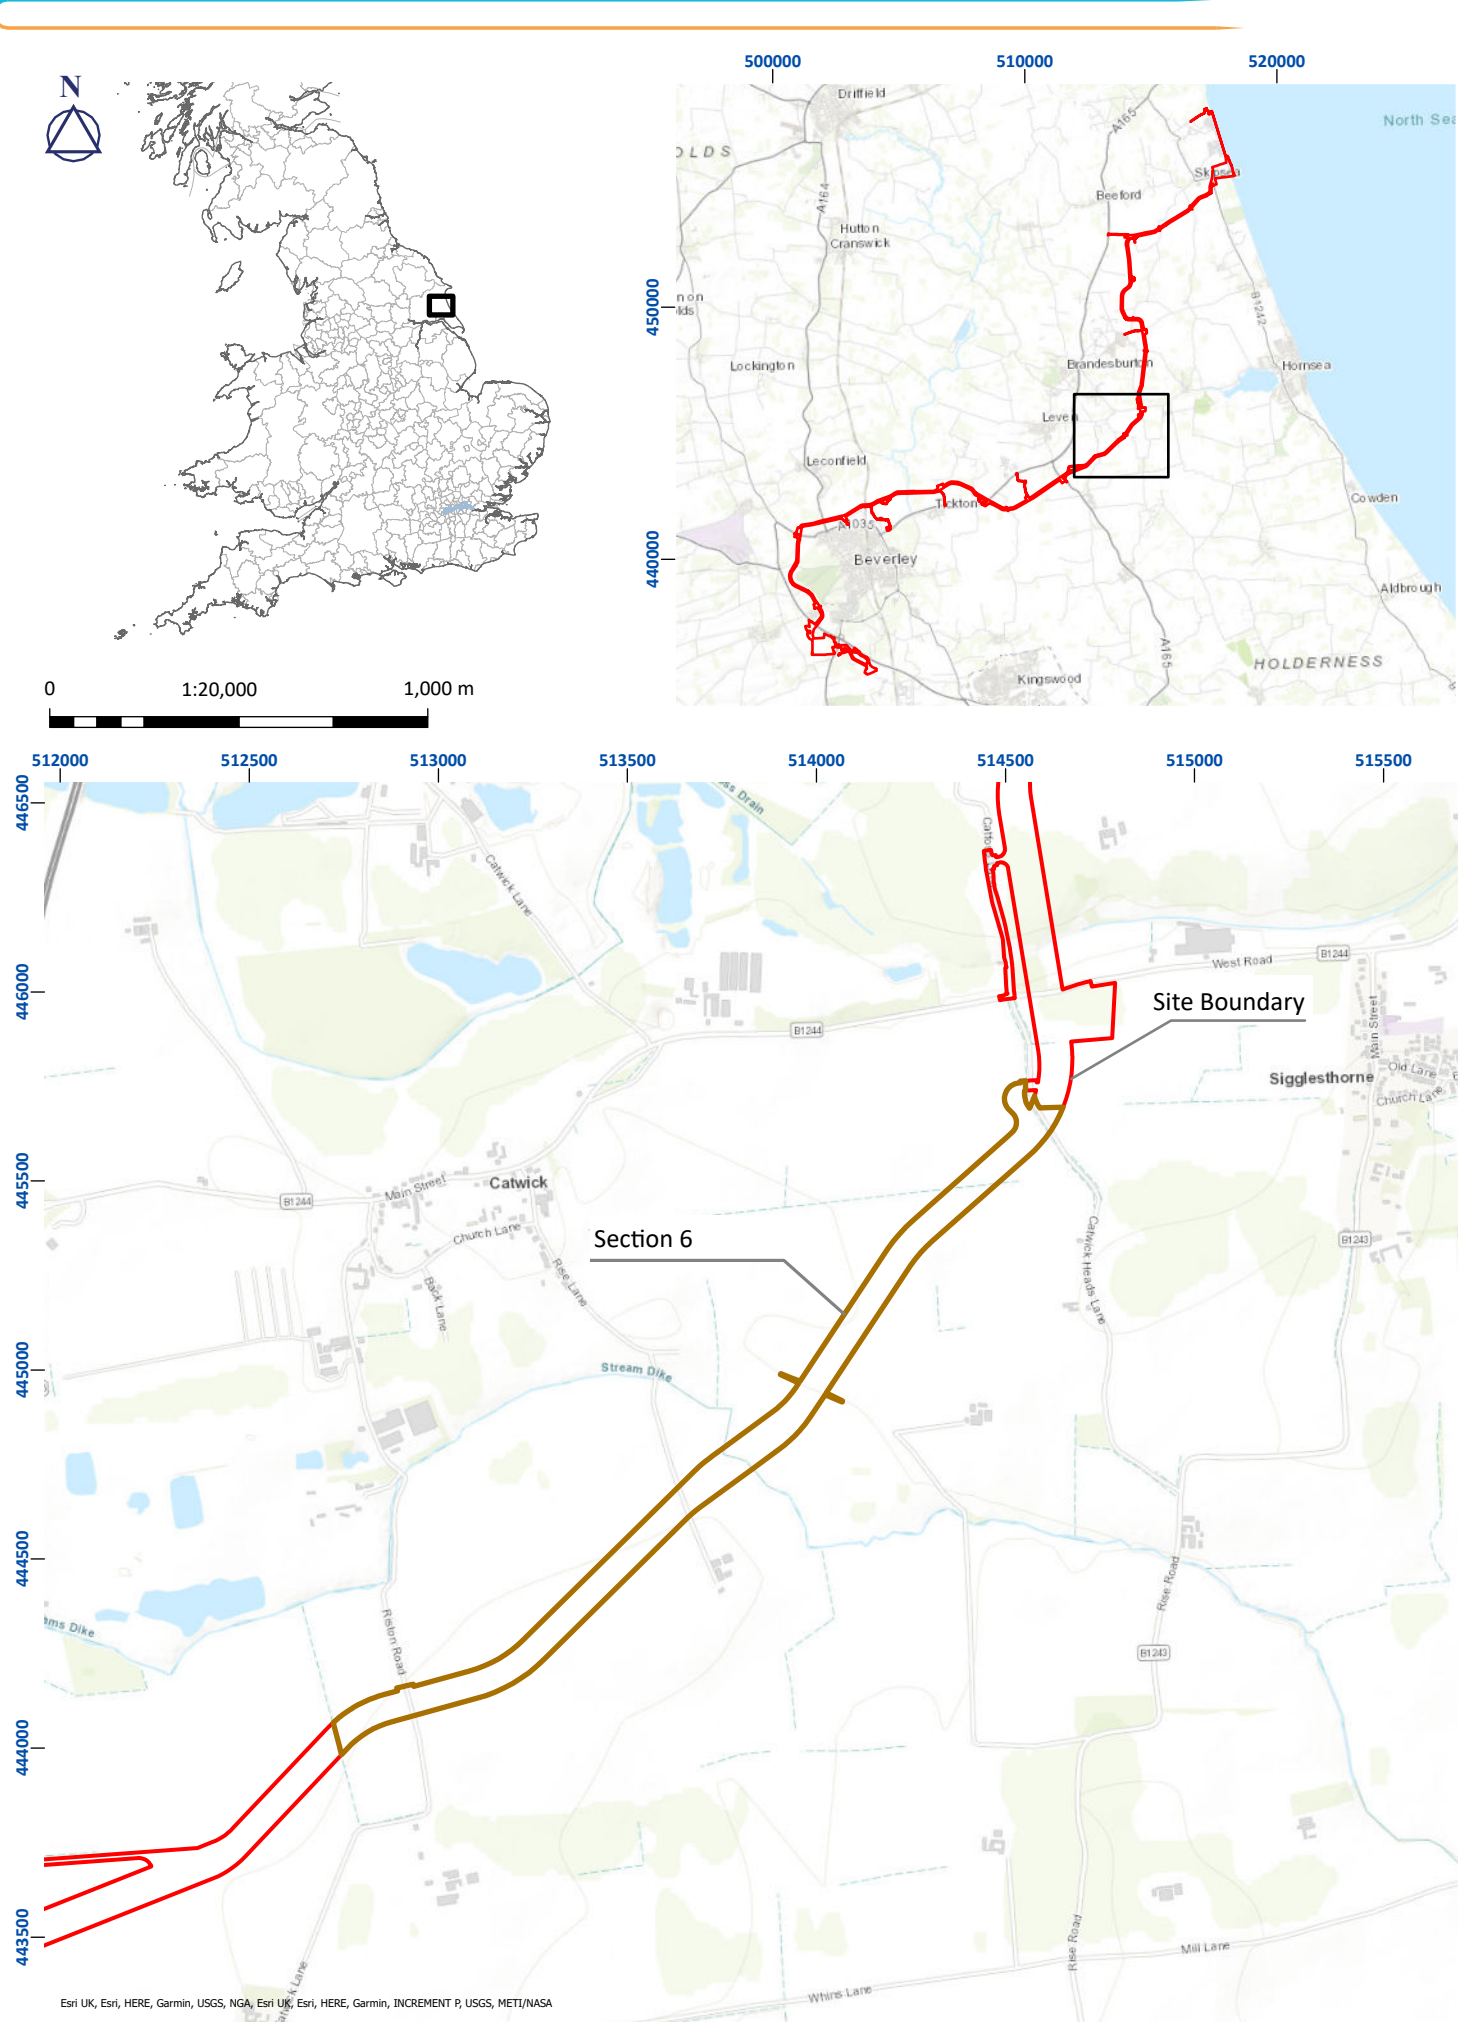 N
500000 510000 520000
450000
440000
Driffield
North Sea
OLDS
A165
A164
Skipsea
Beeford
Hutton
Cranswick
B1242
Lockington
Brandesburton
Hornsea
Leven
Leconfield
Cowden
Tickton
A1035
Beverley
Aldbrough
A165
HOLDERNESS
Kingswood
0 1:20,000 1,000 m
512000 512500 513000 513500 514000 514500 515000 515500
446500
446000
445500
445000
444500
444000
443500
Drain
Catwick Lane
West Road
B1244
Site Boundary
B1244
Main Street
Sigglesthorne
Old Lane
Church Lane
Main Street
Catwick
B1244
Church Lane
Section 6
Rise Lane
Back Lane
Catwick Heads Lane
B1243
Stream Dike
Riston Road
Rise Road
ams Dike
B1243
Rise Road
Mill Lane
Whins Lane
Esri UK, Esri, HERE, Garmin, USGS, NGA, Esri UK, Esri, HERE, Garmin, INCREMENT P, USGS, METI/NASA